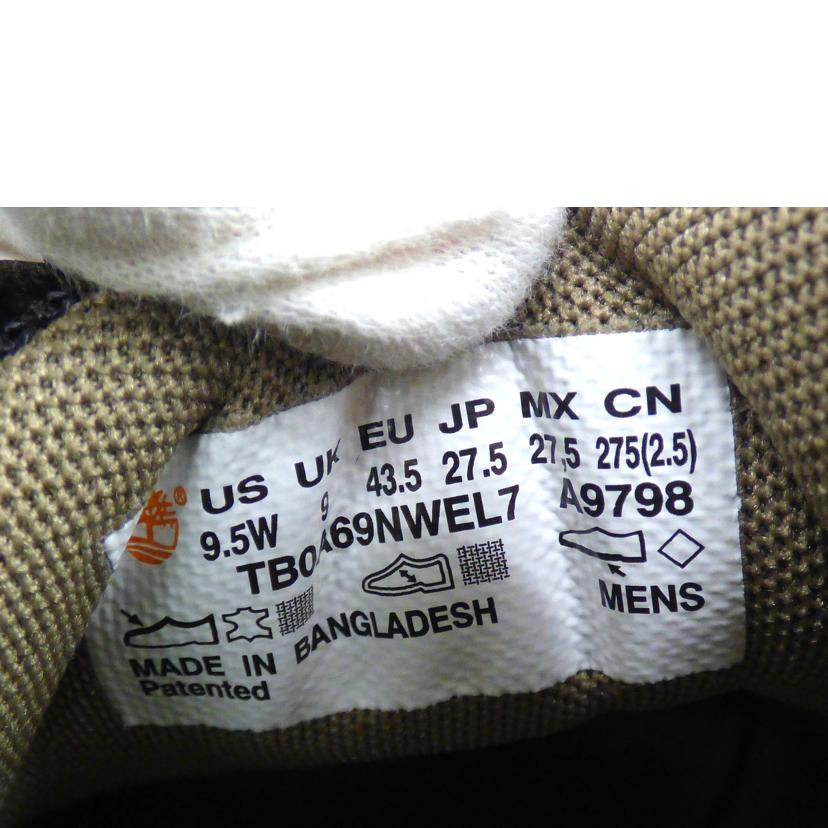 US UK EU JP MX CN
9.5W 9 43.5 27.5 27.5 275(2.5)
TB0A69NWEL7 A9798
MENS
MADE IN BANGLADESH
Patented
®